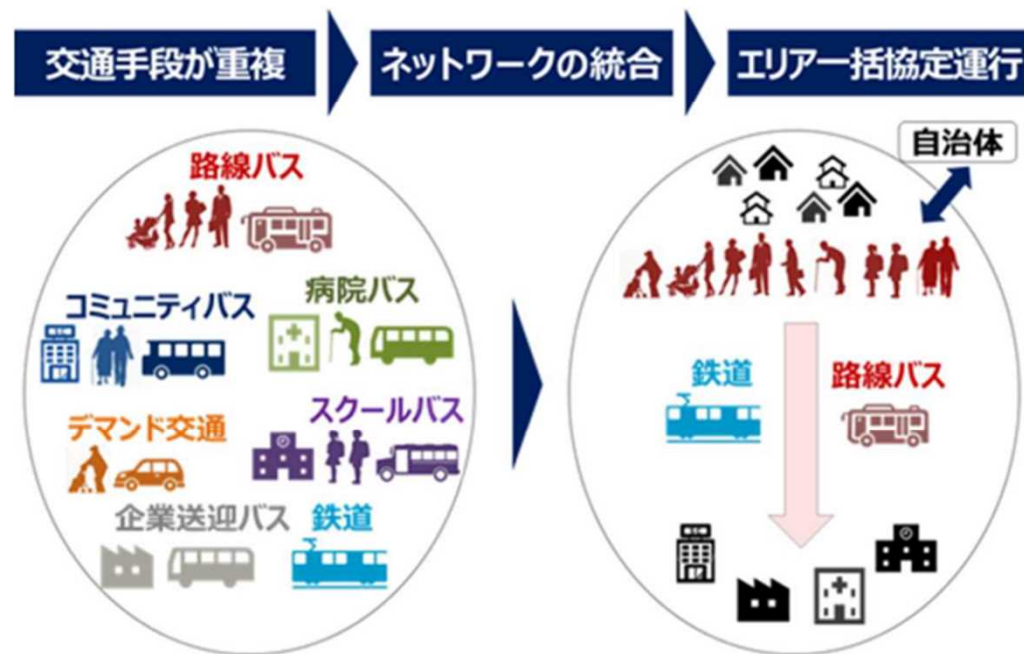 交通手段が重複
ネットワークの統合
エリア一括協定運行
路線バス
コミュニティバス
病院バス
デマンド交通
スクールバス
企業送迎バス
鉄道
自治体
鉄道
路線バス